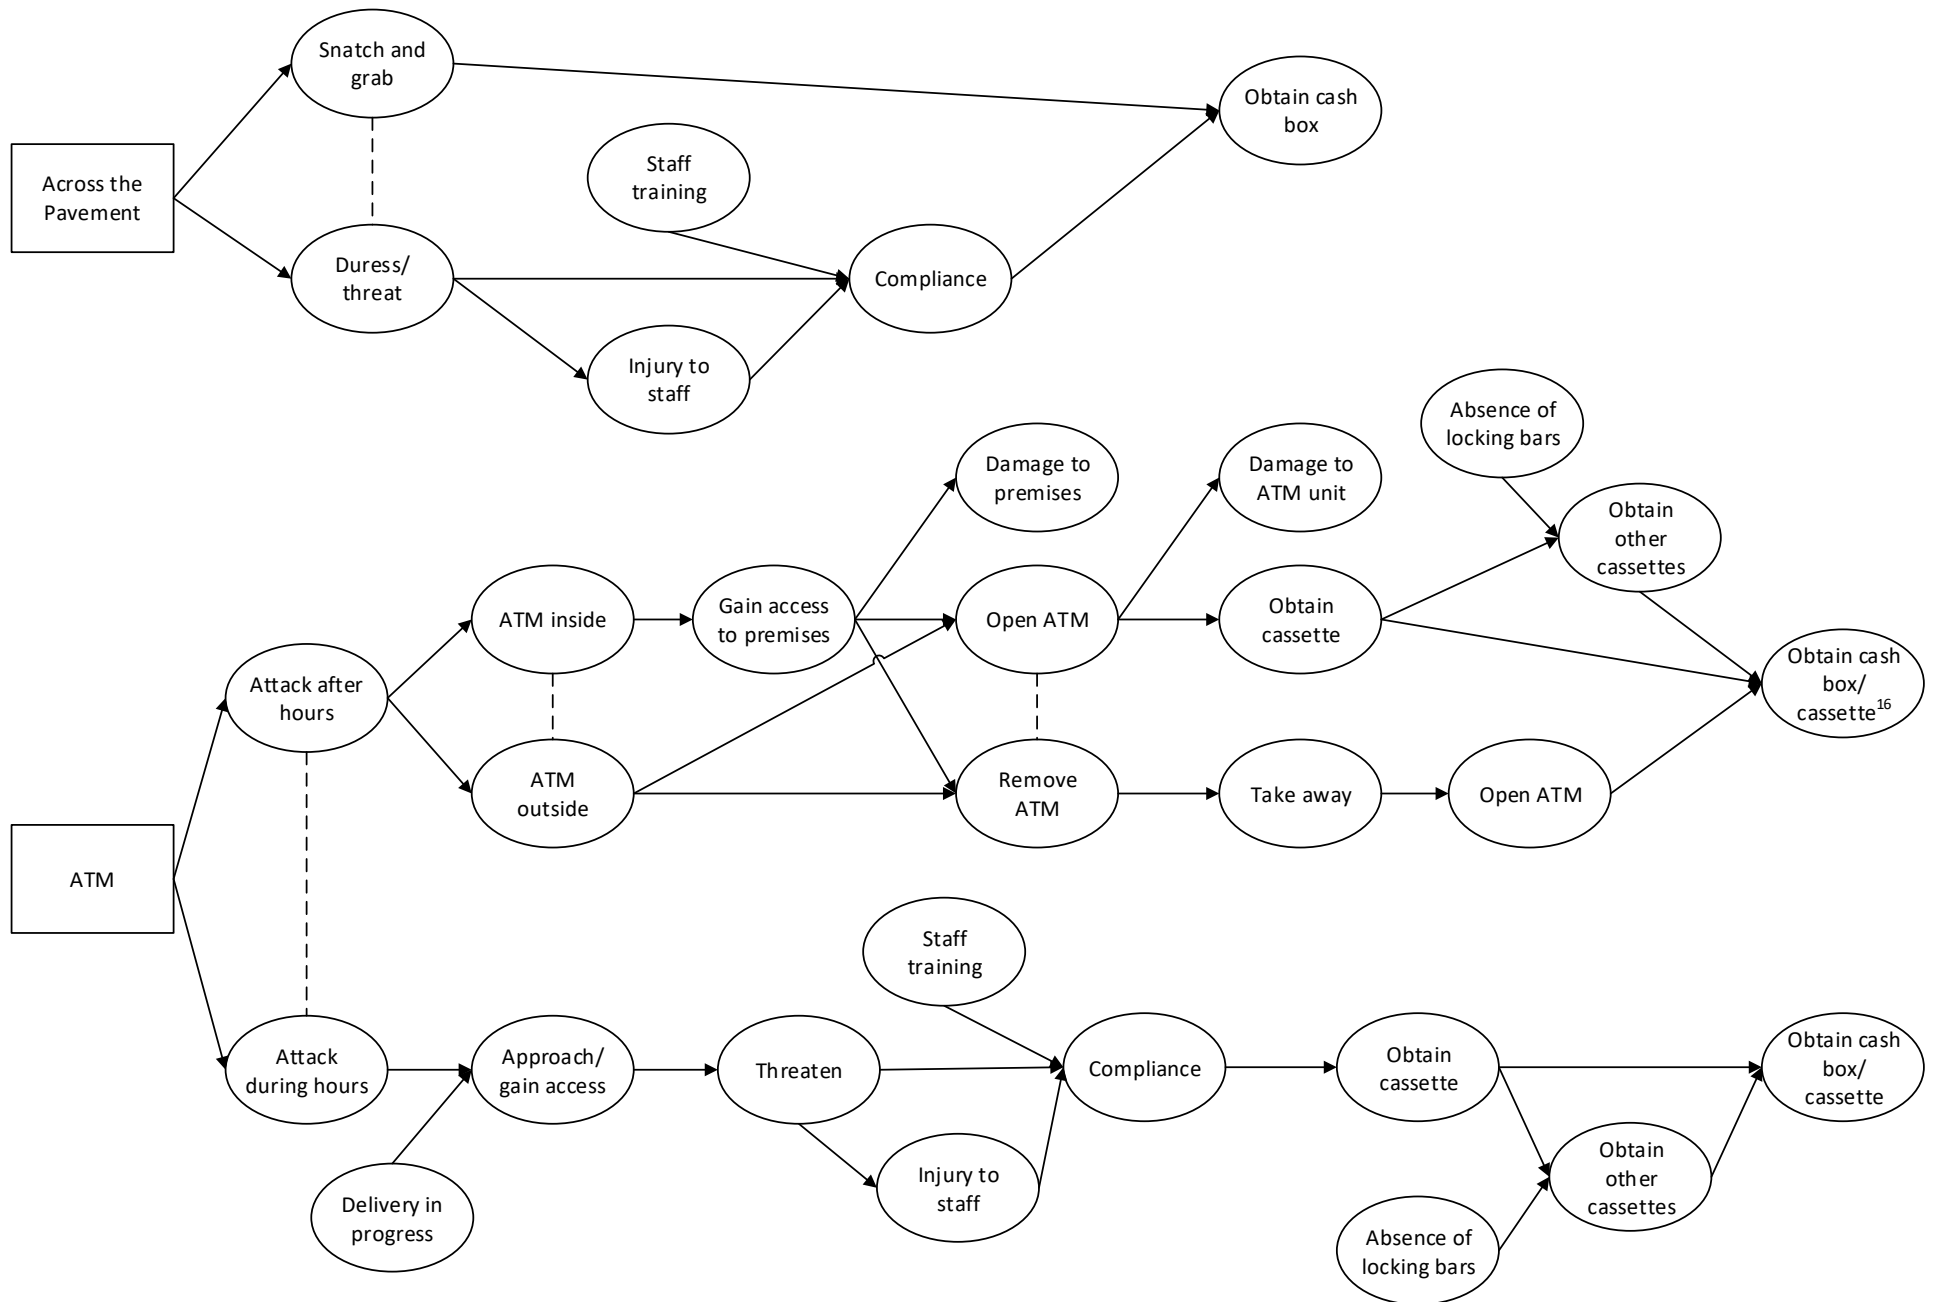 Snatch and
grab
Obtain cash
box
Across the
Pavement
Staff
training
Duress/
threat
Compliance
Injury to
staff
Absence of
locking bars
Damage to
premises
Damage to
ATM unit
Obtain
other
cassettes
ATM inside
Gain access
to premises
Open ATM
Obtain
cassette
Attack after
hours
Obtain cash
box/
cassette¹⁶
ATM
outside
Remove
ATM
Take away
Open ATM
ATM
Staff
training
Attack
during hours
Approach/
gain access
Threaten
Compliance
Obtain
cassette
Obtain cash
box/
cassette
Injury to
staff
Obtain
other
cassettes
Delivery in
progress
Absence of
locking bars